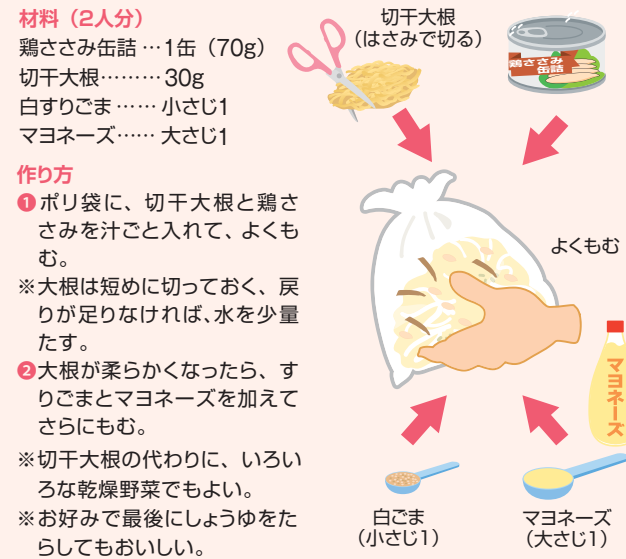 材料（2人分）
鶏ささみ缶詰…1缶（70g）
切干大根………30g
白すりごま……小さじ1
マヨネーズ……大さじ1
作り方
❶ポリ袋に、切干大根と鶏さ
さみを汁ごと入れて、よくも
む。
※大根は短めに切っておく、戻
りが足りなければ、水を少量
たす。
❷大根が柔らかくなったら、す
りごまとマヨネーズを加えて
さらにもむ。
※切干大根の代わりに、いろい
ろな乾燥野菜でもよい。
※お好みで最後にしょうゆをた
らしてもおいしい。
切干大根
（はさみで切る）
鶏ささみ
缶詰
よくもむ
マヨネーズ
白ごま
（小さじ1）
マヨネーズ
（大さじ1）